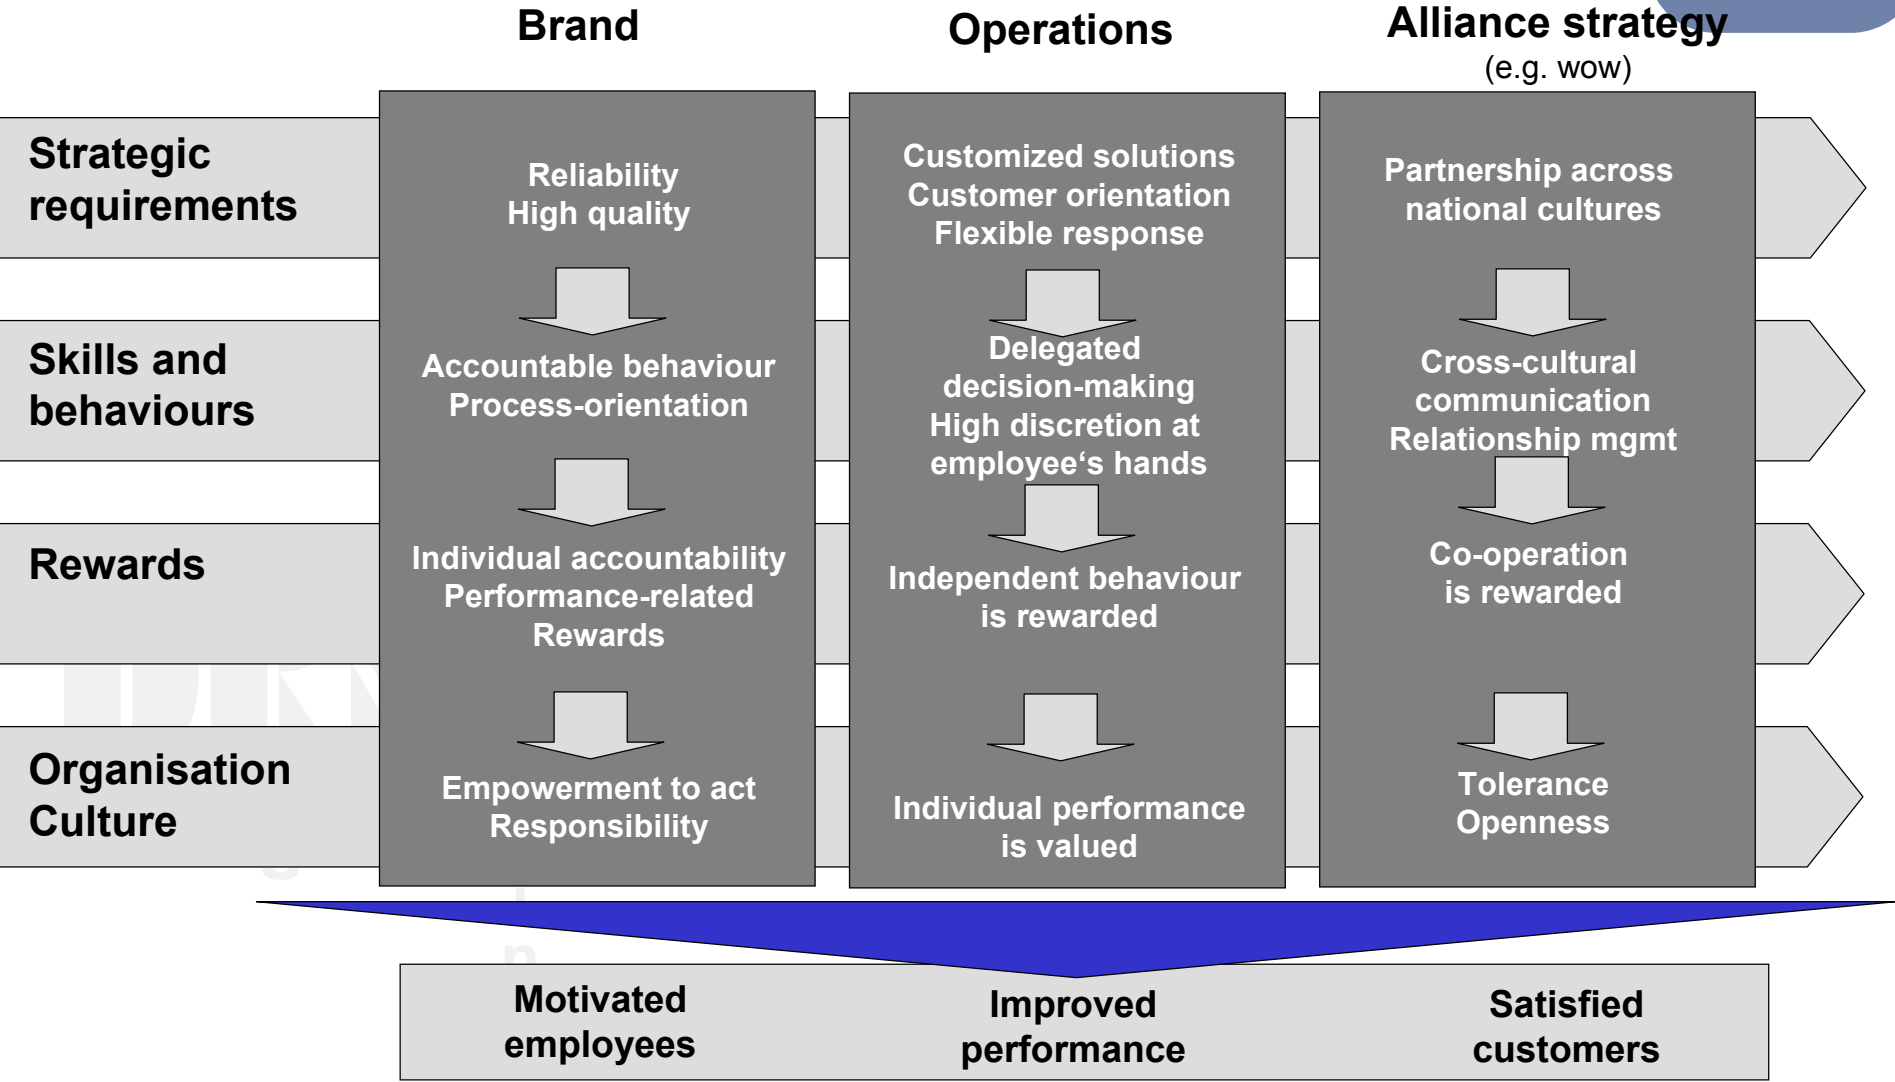 Brand
Operations
Alliance strategy
(e.g. wow)
Strategic
requirements
Reliability
High quality
Customized solutions
Customer orientation
Flexible response
Partnership across
national cultures
Skills and
behaviours
Accountable behaviour
Process-orientation
Delegated
decision-making
High discretion at
employee‘s hands
Cross-cultural
communication
Relationship mgmt
Rewards
Individual accountability
Performance-related
Rewards
Independent behaviour
is rewarded
Co-operation
is rewarded
Organisation
Culture
Empowerment to act
Responsibility
Individual performance
is valued
Tolerance
Openness
Motivated
employees
Improved
performance
Satisfied
customers